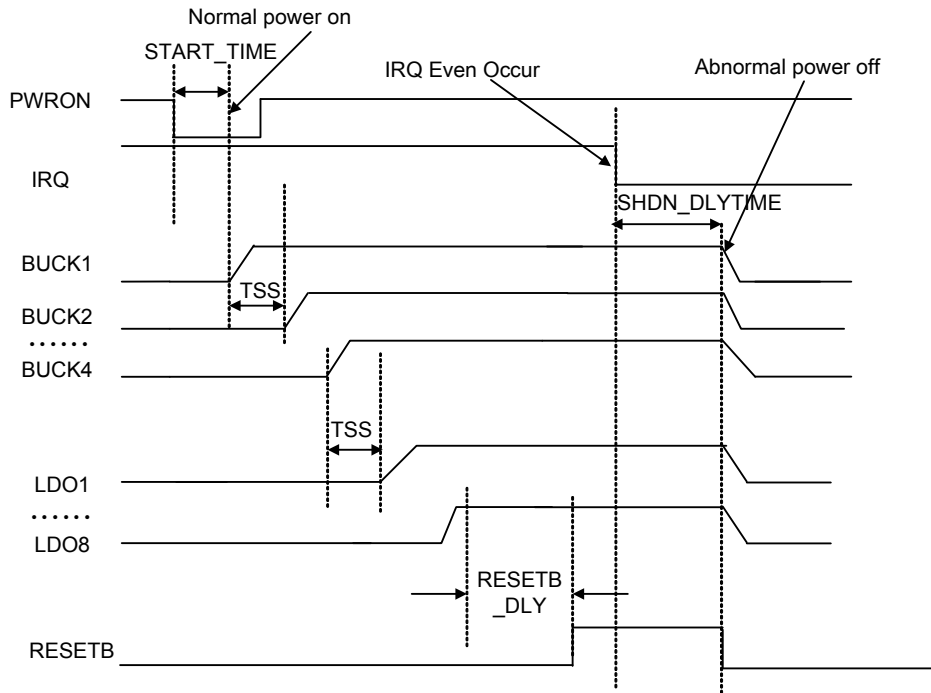 Normal power on
START_TIME
IRQ Even Occur
Abnormal power off
PWRON
IRQ
SHDN_DLYTIME
BUCK1
TSS
BUCK2
......
BUCK4
TSS
LDO1
......
LDO8
RESETB
_DLY
RESETB